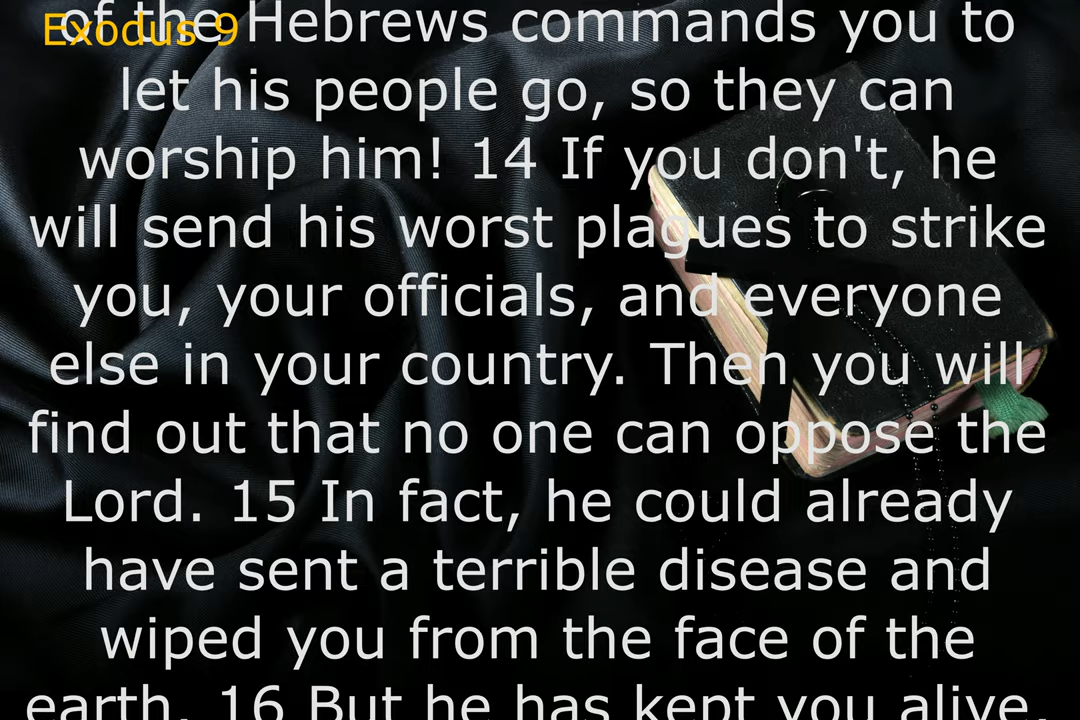 Exodus 9
of the Hebrews commands you to
let his people go, so they can
worship him! 14 If you don't, he
will send his worst plagues to strike
you, your officials, and everyone
else in your country. Then you will
find out that no one can oppose the
Lord. 15 In fact, he could already
have sent a terrible disease and
wiped you from the face of the
earth. 16 But he has kept you alive,